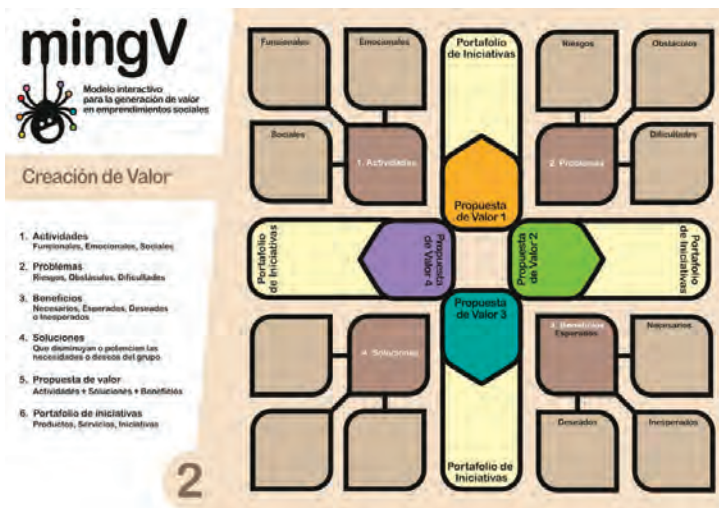 mingV
Modelo interactivo
para la generación de valor
en emprendimientos sociales
Creación de Valor
1. Actividades
Funcionales, Emocionales, Sociales
2. Problemas
Riesgos, Obstáculos, Dificultades
3. Beneficios
Necesarios, Esperados, Deseados
o Inesperados
4. Soluciones
Que disminuyan o potencien las
necesidades o deseos del grupo
5. Propuesta de valor
Actividades + Soluciones + Beneficios
6. Portafolio de iniciativas
Productos, Servicios, Iniciativas
2
Funcionales
Emocionales
Sociales
1. Actividades
Portafolio
de Iniciativas
Propuesta
de Valor 1
Riesgos
Obstáculos
2. Problemas
Dificultades
Portafolio
de Iniciativas
Propuesta
de Valor 4
Propuesta
de Valor 2
Portafolio
de Iniciativas
Propuesta
de Valor 3
Portafolio de
Iniciativas
4. Soluciones
3. Beneficios
Esperados
Necesarios
Deseados
Inesperados